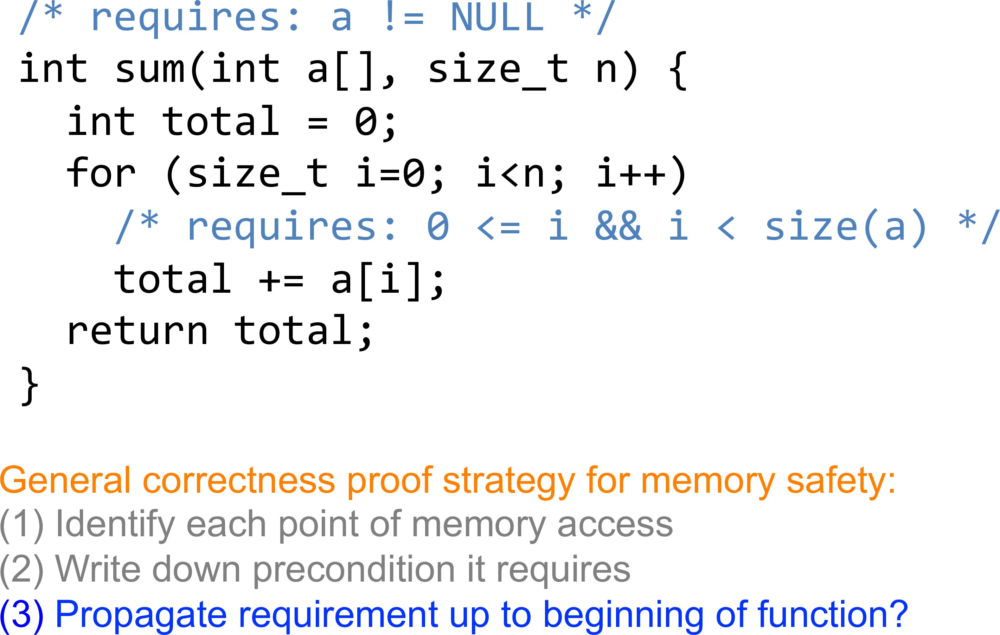 /* requires: a != NULL */
int sum(int a[], size_t n) {
int total = 0;
for (size_t i=0; i<n; i++)
/* requires: 0 <= i && i < size(a) */
total += a[i];
return total;
}
General correctness proof strategy for memory safety:
(1) Identify each point of memory access
(2) Write down precondition it requires
(3) Propagate requirement up to beginning of function?